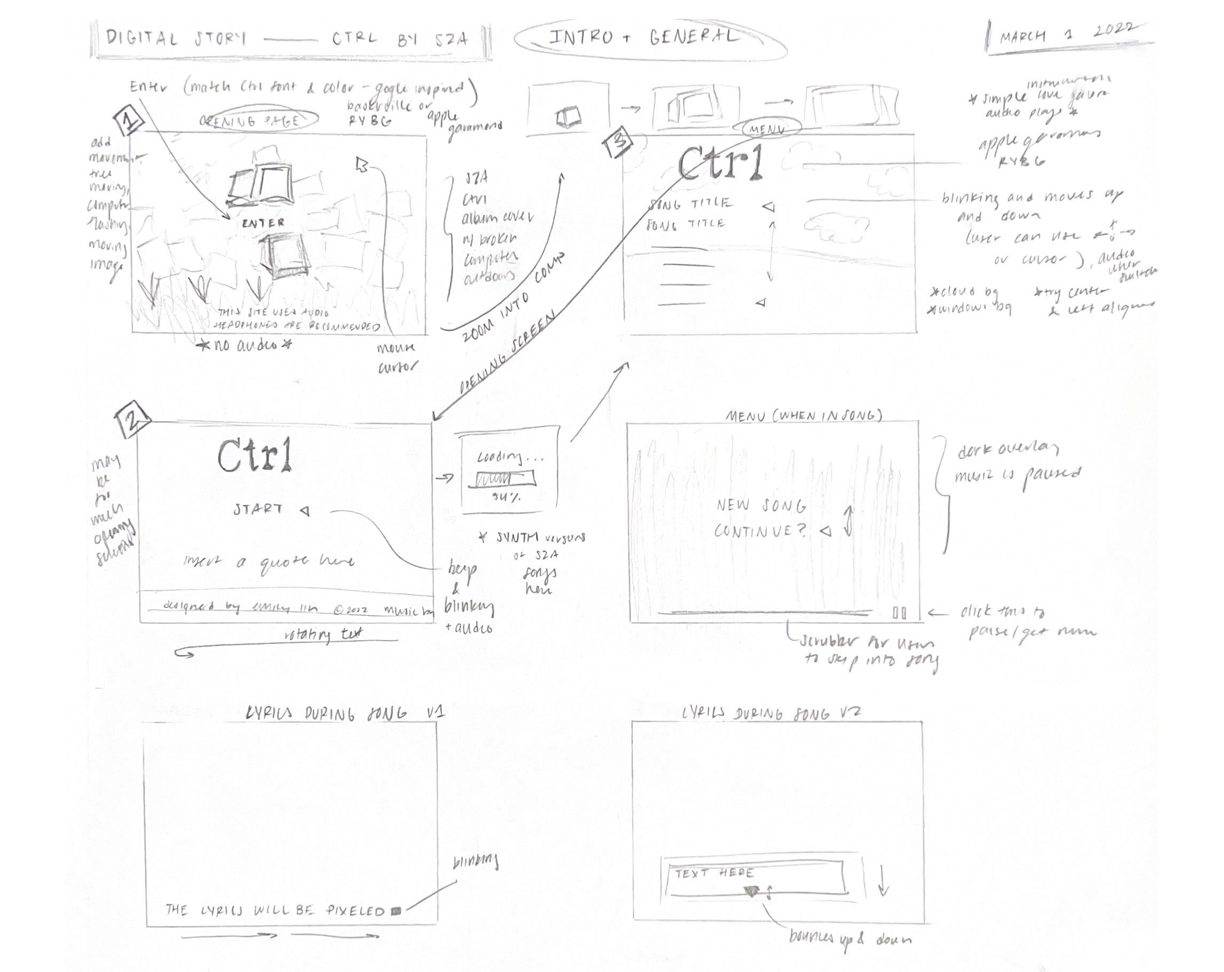 DIGITAL STORY — CTRL BY SZA
INTRO + GENERAL
MARCH 1 2022
Enter (match Ctrl font & color - google inspired)
baskerville or apple garamond
RYBG
1
OPENING PAGE
add
movement
tree
moving,
computer
floating
moving
image
ENTER
THIS SITE USES AUDIO
HEADPHONES ARE RECOMMENDED
*no audio*
mouse
cursor
SZA
Ctrl
album cover
w/ broken
computer
outdoors
ZOOM INTO COMP
OPENING SCREEN
3
MENU
Ctrl
SONG TITLE
SONG TITLE
instrumental
*simple love galore
audio plays*
apple garamond
RYBG
blinking and moves up
and down
(user can use
or cursor), audio
when
*cloud bg
*windows bg
*try center
& left aligned
2
may
be
too
much
opening
screens
Ctrl
START
insert a quote here
designed by emily lim ©2022 music by
rotating text
Loading...
94%
* SYNTH versions
of SZA
songs
here
beep
&
blinking
+ audio
MENU (WHEN IN SONG)
NEW SONG
CONTINUE?
dark overlay
music is paused
click this to
pause/get menu
scrubber for user
to skip into song
LYRICS DURING SONG V1
THE LYRICS WILL BE PIXELED
blinking
LYRICS DURING SONG V2
TEXT HERE
bounces up & down